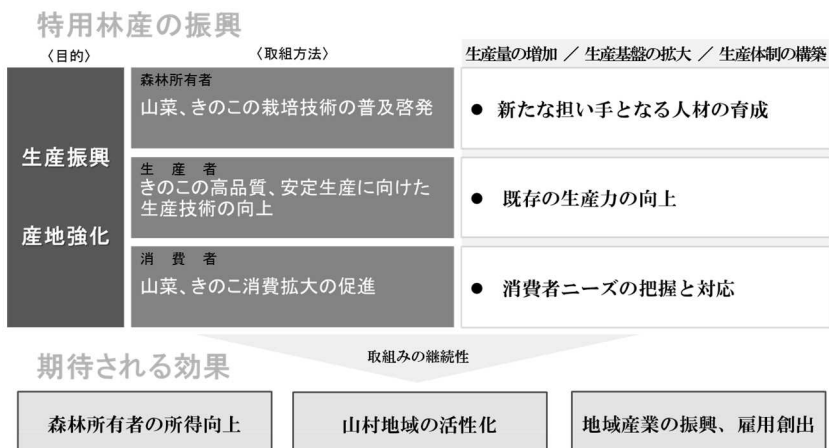 特用林産の振興
〈目的〉
〈取組方法〉
生産量の増加 ／ 生産基盤の拡大 ／ 生産体制の構築
生産振興
産地強化
森林所有者
山菜、きのこの栽培技術の普及啓発
● 新たな担い手となる人材の育成
生 産 者
きのこの高品質、安定生産に向けた
生産技術の向上
● 既存の生産力の向上
消 費 者
山菜、きのこ消費拡大の促進
● 消費者ニーズの把握と対応
取組みの継続性
期待される効果
森林所有者の所得向上
山村地域の活性化
地域産業の振興、雇用創出